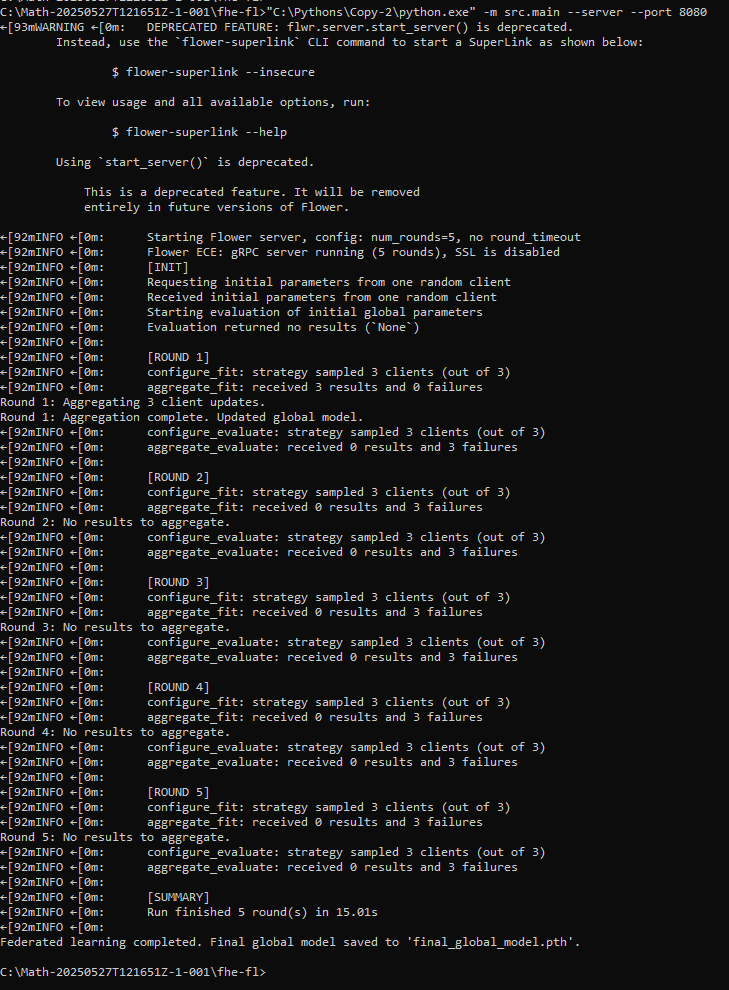 C:\Math-20250527T121651Z-1-001\fhe-fl>"C:\Pythons\Copy-2\python.exe" -m src.main --server --port 8080
←[93mWARNING ←[0m:   DEPRECATED FEATURE: flwr.server.start_server() is deprecated.
Instead, use the `flower-superlink` CLI command to start a SuperLink as shown below:
$ flower-superlink --insecure
To view usage and all available options, run:
$ flower-superlink --help
Using `start_server()` is deprecated.
This is a deprecated feature. It will be removed
entirely in future versions of Flower.
←[92mINFO ←[0m:      Starting Flower server, config: num_rounds=5, no round_timeout
←[92mINFO ←[0m:      Flower ECE: gRPC server running (5 rounds), SSL is disabled
←[92mINFO ←[0m:      [INIT]
←[92mINFO ←[0m:      Requesting initial parameters from one random client
←[92mINFO ←[0m:      Received initial parameters from one random client
←[92mINFO ←[0m:      Starting evaluation of initial global parameters
←[92mINFO ←[0m:      Evaluation returned no results (`None`)
←[92mINFO ←[0m:
←[92mINFO ←[0m:      [ROUND 1]
←[92mINFO ←[0m:      configure_fit: strategy sampled 3 clients (out of 3)
←[92mINFO ←[0m:      aggregate_fit: received 3 results and 0 failures
Round 1: Aggregating 3 client updates.
Round 1: Aggregation complete. Updated global model.
←[92mINFO ←[0m:      configure_evaluate: strategy sampled 3 clients (out of 3)
←[92mINFO ←[0m:      aggregate_evaluate: received 0 results and 3 failures
←[92mINFO ←[0m:
←[92mINFO ←[0m:      [ROUND 2]
←[92mINFO ←[0m:      configure_fit: strategy sampled 3 clients (out of 3)
←[92mINFO ←[0m:      aggregate_fit: received 0 results and 3 failures
Round 2: No results to aggregate.
←[92mINFO ←[0m:      configure_evaluate: strategy sampled 3 clients (out of 3)
←[92mINFO ←[0m:      aggregate_evaluate: received 0 results and 3 failures
←[92mINFO ←[0m:
←[92mINFO ←[0m:      [ROUND 3]
←[92mINFO ←[0m:      configure_fit: strategy sampled 3 clients (out of 3)
←[92mINFO ←[0m:      aggregate_fit: received 0 results and 3 failures
Round 3: No results to aggregate.
←[92mINFO ←[0m:      configure_evaluate: strategy sampled 3 clients (out of 3)
←[92mINFO ←[0m:      aggregate_evaluate: received 0 results and 3 failures
←[92mINFO ←[0m:
←[92mINFO ←[0m:      [ROUND 4]
←[92mINFO ←[0m:      configure_fit: strategy sampled 3 clients (out of 3)
←[92mINFO ←[0m:      aggregate_fit: received 0 results and 3 failures
Round 4: No results to aggregate.
←[92mINFO ←[0m:      configure_evaluate: strategy sampled 3 clients (out of 3)
←[92mINFO ←[0m:      aggregate_evaluate: received 0 results and 3 failures
←[92mINFO ←[0m:
←[92mINFO ←[0m:      [ROUND 5]
←[92mINFO ←[0m:      configure_fit: strategy sampled 3 clients (out of 3)
←[92mINFO ←[0m:      aggregate_fit: received 0 results and 3 failures
Round 5: No results to aggregate.
←[92mINFO ←[0m:      configure_evaluate: strategy sampled 3 clients (out of 3)
←[92mINFO ←[0m:      aggregate_evaluate: received 0 results and 3 failures
←[92mINFO ←[0m:
←[92mINFO ←[0m:      [SUMMARY]
←[92mINFO ←[0m:      Run finished 5 round(s) in 15.01s
←[92mINFO ←[0m:
Federated learning completed. Final global model saved to 'final_global_model.pth'.
C:\Math-20250527T121651Z-1-001\fhe-fl>